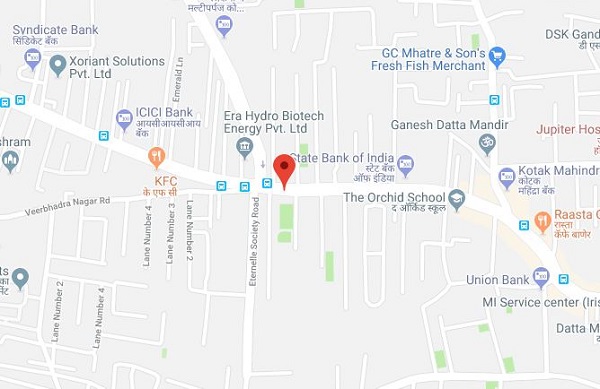 मल्टीपर्पज को...
Syndicate Bank
सिंडिकेट बँक
Xoriant Solutions
Pvt. Ltd
Emerald Ln
GC Mhatre & Son's
Fresh Fish Merchant
DSK Gand
डी एस
ICICI Bank
आयसीआयसीआय
बँक
Era Hydro Biotech
Energy Pvt. Ltd
Ganesh Datta Mandir
Jupiter Hos
shram
KFC
के एफ सी
State Bank of India
स्टेट बँक
ऑफ इंडिया
Kotak Mahind
कोटक
महिंद्रा बँक
The Orchid School
द ऑर्किड स्कूल
Veerbhadra Nagar Rd
Lane Number 4
Lane Number 3
Lane Number 2
Eternelle Society Road
Raasta C
रास्ता
कॅफे बाणेर
ts
Lane Number 2
Lane Number 4
Union Bank
MI Service center (Iris
Datta M